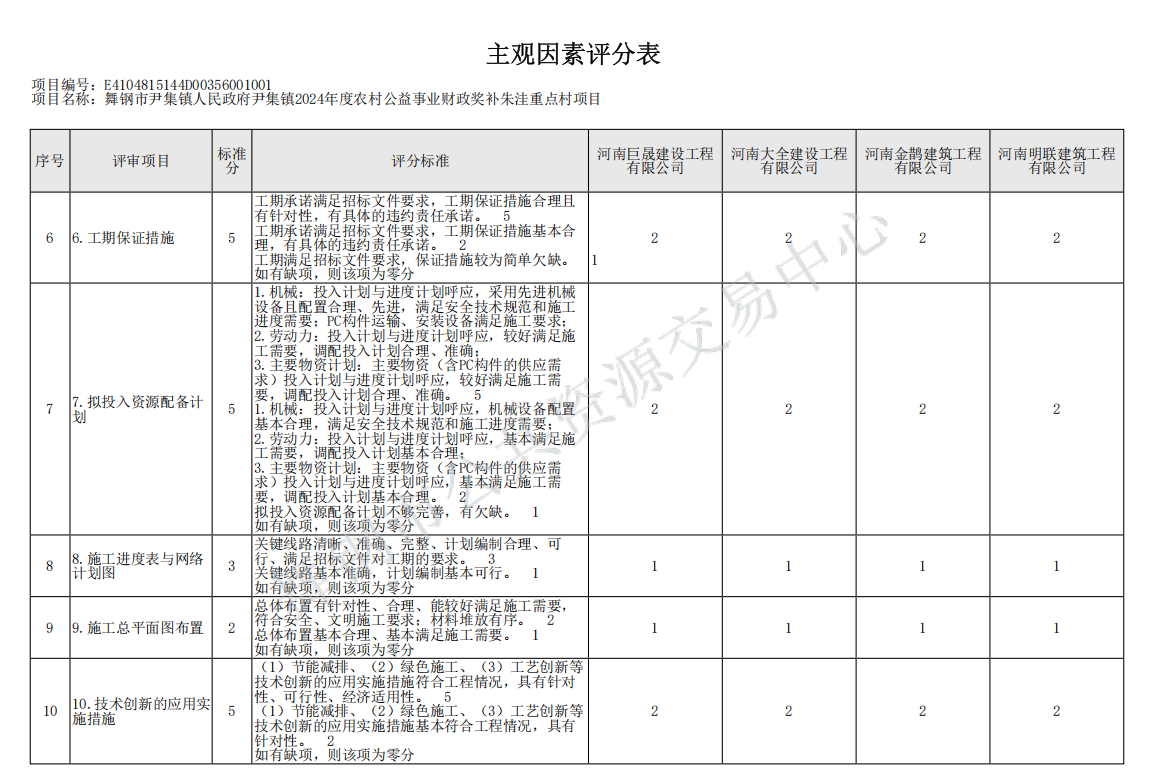 主观因素评分表
项目编号：E4104815144D00356001001
项目名称：舞钢市尹集镇人民政府尹集镇2024年度农村公益事业财政奖补朱洼重点村项目
序号 评审项目 标准分 评分标准 河南巨晟建设工程有限公司 河南大全建设工程有限公司 河南金鹊建筑工程有限公司 河南明联建筑工程有限公司
工期承诺满足招标文件要求，工期保证措施合理且
有针对性，有具体的违约责任承诺。 5
工期承诺满足招标文件要求，工期保证措施基本合
6 6.工期保证措施 5 理，有具体的违约责任承诺。 2 2 2 2 2
工期满足招标文件要求，保证措施较为简单欠缺。 1
如有缺项，则该项为零分
1.机械：投入计划与进度计划呼应，采用先进机械
设备且配置合理、先进，满足安全技术规范和施工
进度需要；PC构件运输、安装设备满足施工要求；
2.劳动力：投入计划与进度计划呼应，较好满足施
工需要，调配投入计划合理、准确；
3.主要物资计划：主要物资（含PC构件的供应需
求）投入计划与进度计划呼应，较好满足施工需
要，调配投入计划合理、准确。 5
7 7.拟投入资源配备计划 5 1.机械：投入计划与进度计划呼应，机械设备配置 2 2 2 2
基本合理，满足安全技术规范和施工进度需要；
2.劳动力：投入计划与进度计划呼应，基本满足施
工需要，调配投入计划基本合理；
3.主要物资计划：主要物资（含PC构件的供应需
求）投入计划与进度计划呼应，基本满足施工需
要，调配投入计划基本合理。 2
拟投入资源配备计划不够完善，有欠缺。 1
如有缺项，则该项为零分
关键线路清晰、准确、完整、计划编制合理、可
行、满足招标文件对工期的要求。 3
8 8.施工进度表与网络计划图 3 关键线路基本准确，计划编制基本可行。 1 1 1 1 1
如有缺项，则该项为零分
总体布置有针对性、合理、能较好满足施工需要，
符合安全、文明施工要求；材料堆放有序。 2
9 9.施工总平面图布置 2 总体布置基本合理、基本满足施工需要。 1 1 1 1 1
如有缺项，则该项为零分
（1）节能减排、（2）绿色施工、（3）工艺创新等
技术创新的应用实施措施符合工程情况，具有针对
性、可行性、经济适用性。 5
10 10.技术创新的应用实施措施 5 （1）节能减排、（2）绿色施工、（3）工艺创新等 2 2 2 2
技术创新的应用实施措施基本符合工程情况，具有
针对性。 2
如有缺项，则该项为零分
市公共资源交易中心